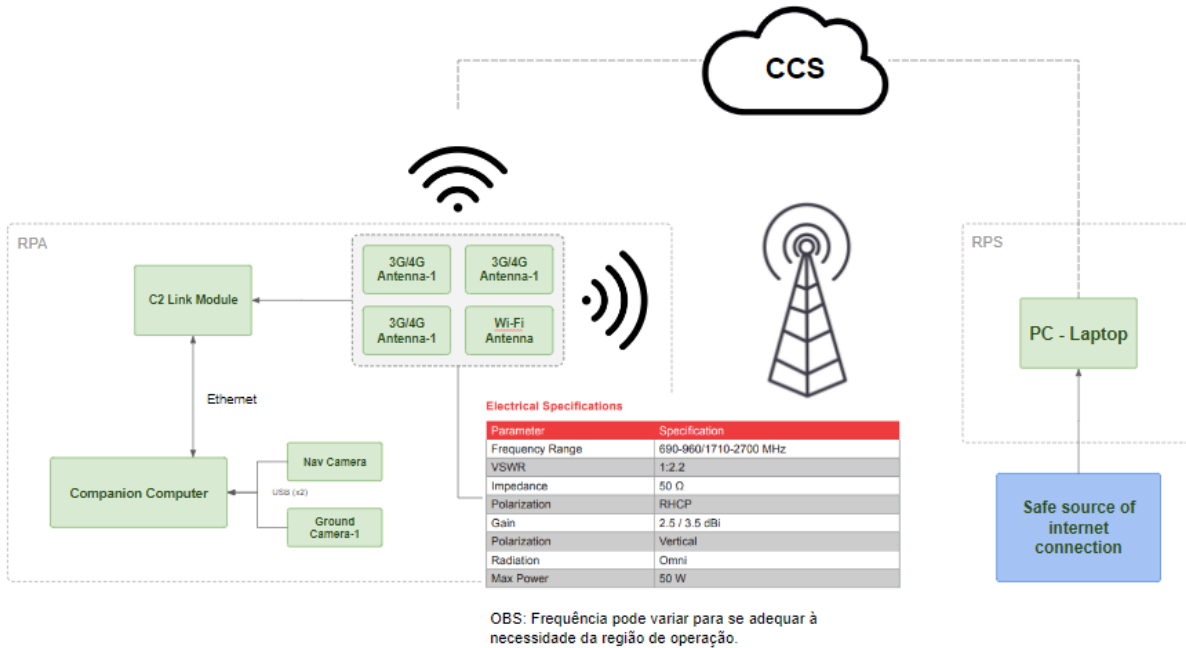 CCS
RPA
3G/4G
Antenna-1
3G/4G
Antenna-1
3G/4G
Antenna-1
Wi-Fi
Antenna
C2 Link Module
Ethernet
Companion Computer
Nav Camera
USB (x2)
Ground
Camera-1
RPS
PC - Laptop
Safe source of
internet
connection
Electrical Specifications
Parameter Specification
Frequency Range 690-960/1710-2700 MHz
VSWR 1:2.2
Impedance 50 Ω
Polarization RHCP
Gain 2.5 / 3.5 dBi
Polarization Vertical
Radiation Omni
Max Power 50 W
OBS: Frequência pode variar para se adequar à
necessidade da região de operação.